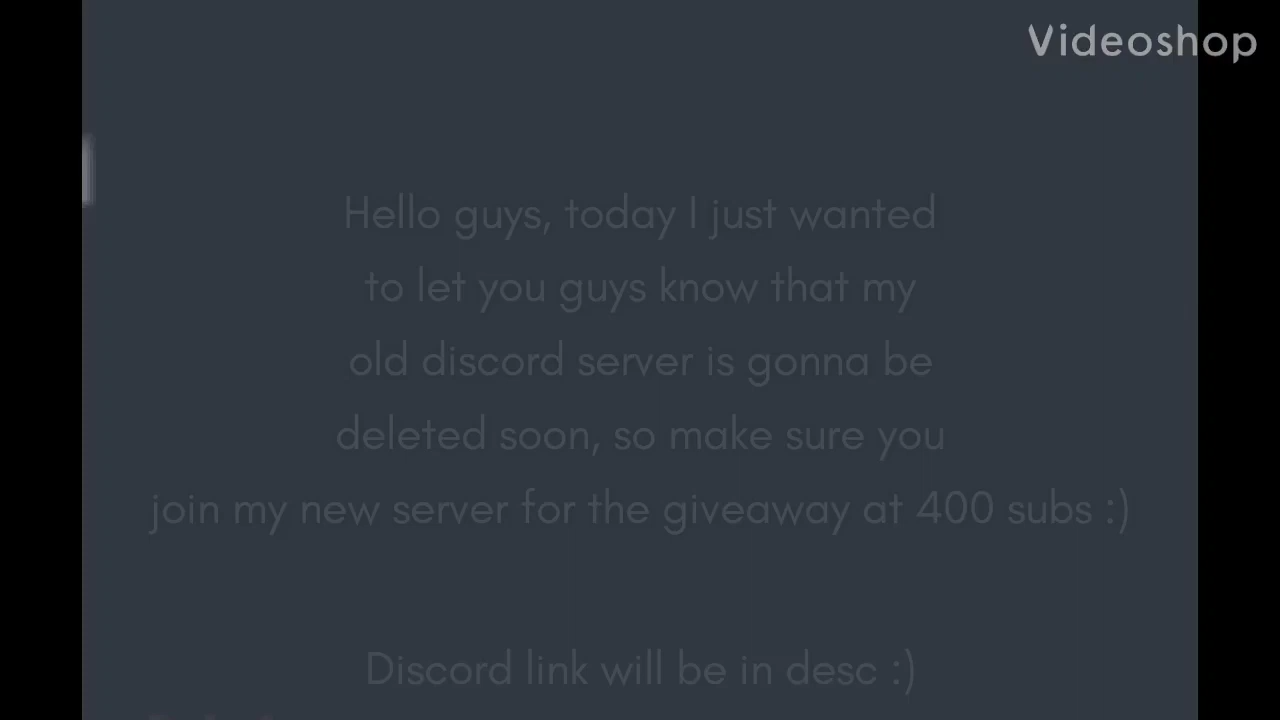 Videoshop
Hello guys, today I just wanted
to let you guys know that my
old discord server is gonna be
deleted soon, so make sure you
join my new server for the giveaway at 400 subs :)
Discord link will be in desc :)